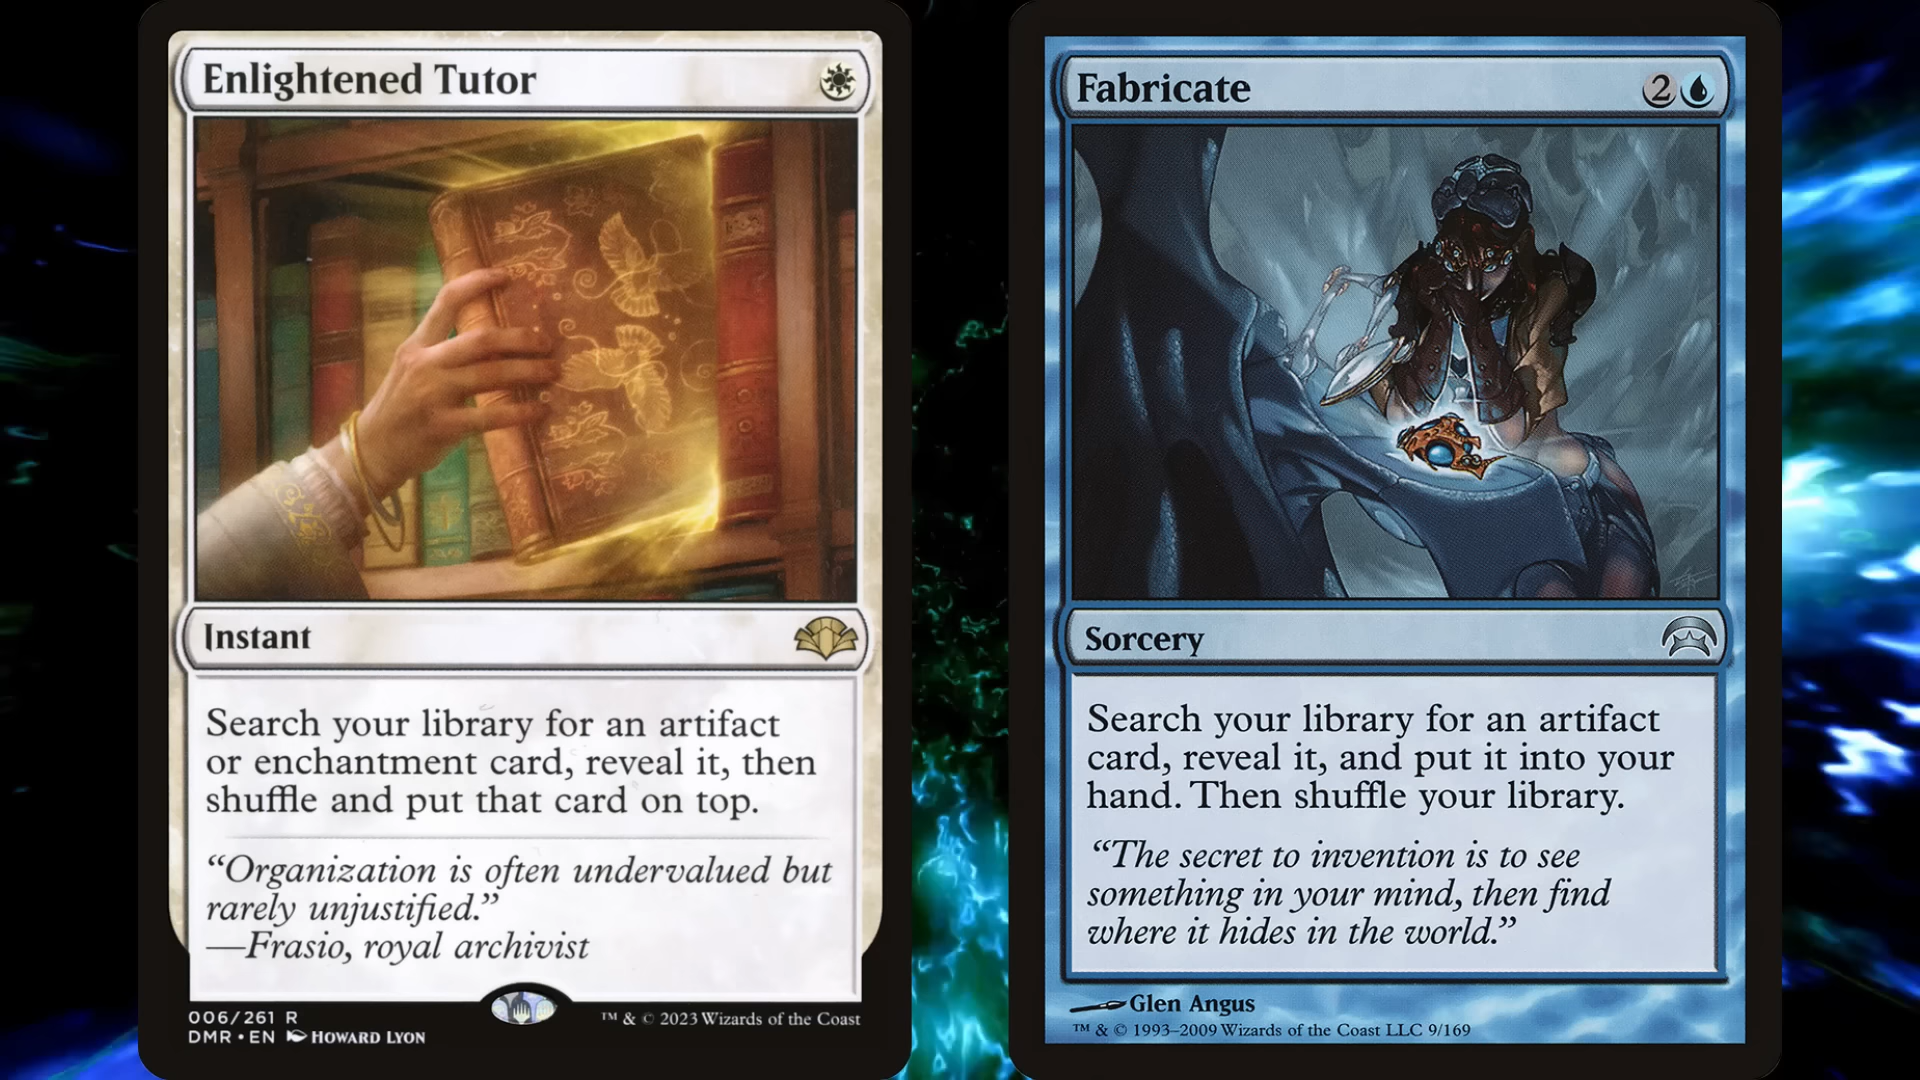 Enlightened Tutor
Instant
Search your library for an artifact
or enchantment card, reveal it, then
shuffle and put that card on top.
“Organization is often undervalued but
rarely unjustified.”
—Frasio, royal archivist
006/261 R
DMR • EN HOWARD LYON
™ & © 2023 Wizards of the Coast
Fabricate
2
Sorcery
Search your library for an artifact
card, reveal it, and put it into your
hand. Then shuffle your library.
“The secret to invention is to see
something in your mind, then find
where it hides in the world.”
Glen Angus
™ & © 1993–2009 Wizards of the Coast LLC 9/169